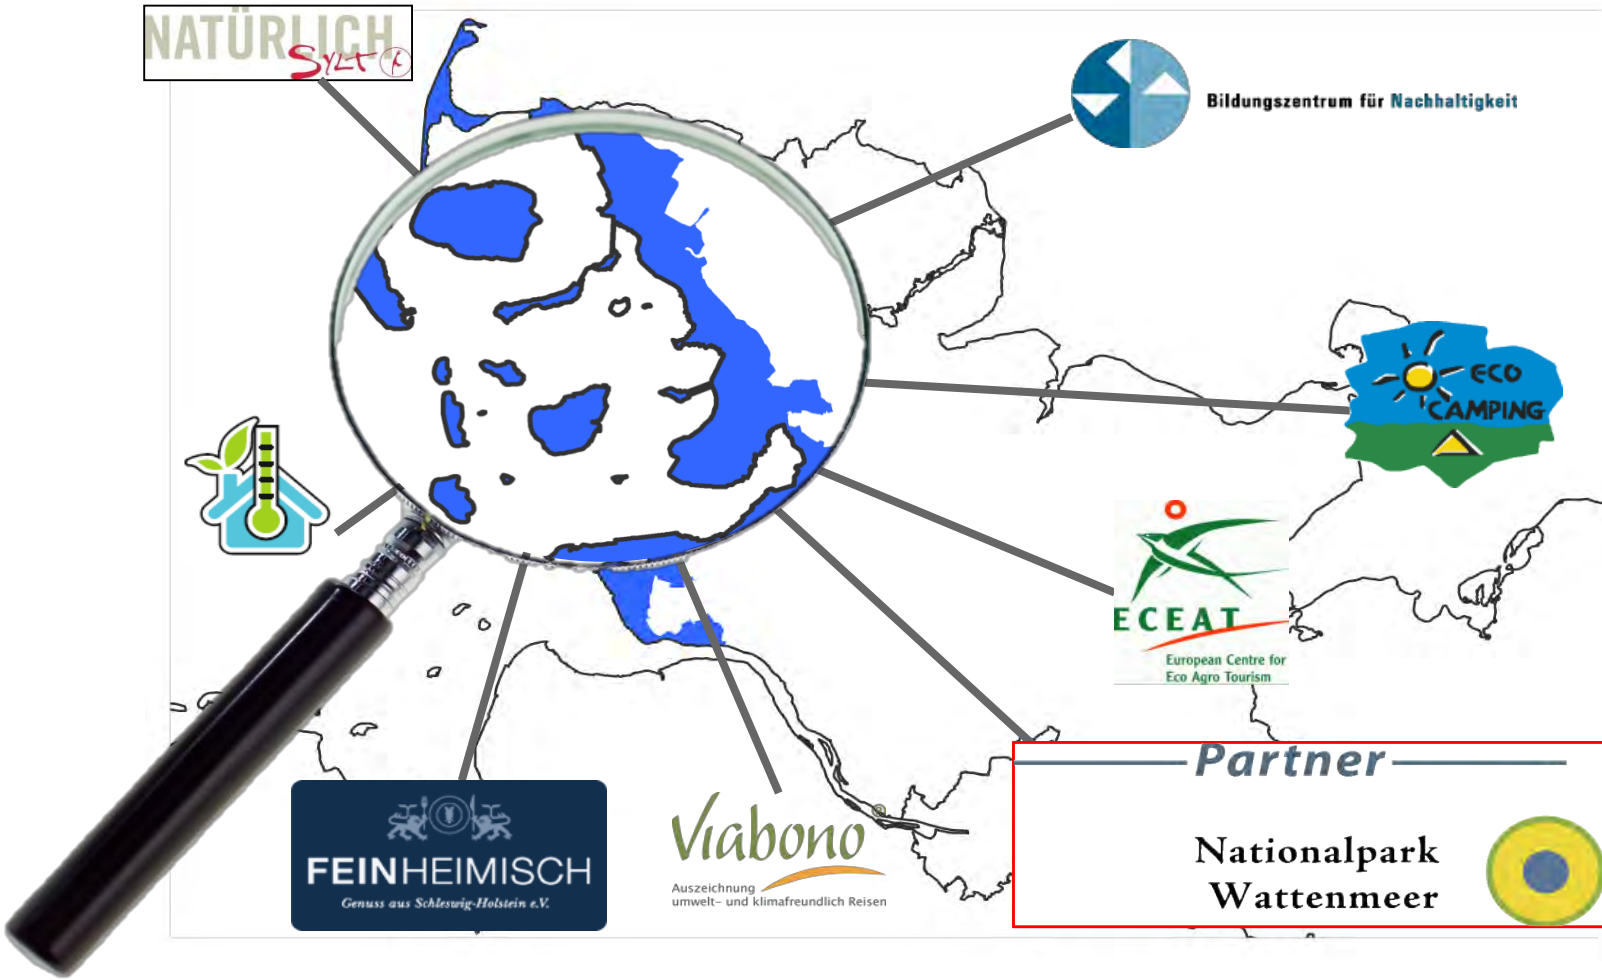 NATÜRLICH
SYLT
Bildungszentrum für Nachhaltigkeit
ECO
CAMPING
ECEAT
European Centre for
Eco Agro Tourism
Partner
Nationalpark
Wattenmeer
FEINHEIMISCH
Genuss aus Schleswig-Holstein e.V.
Viabono
Auszeichnung
umwelt- und klimafreundlich Reisen